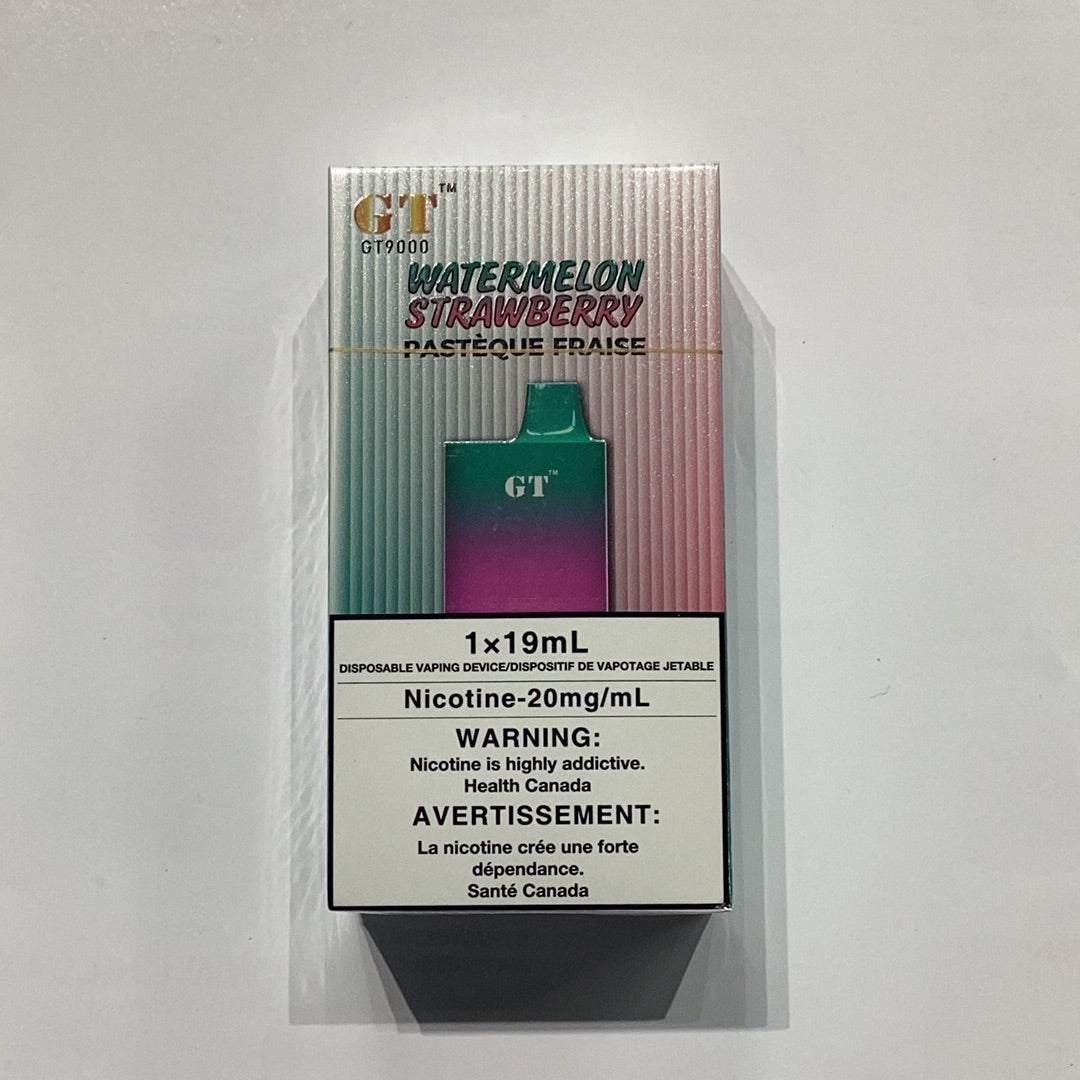 GT™
GT9000
WATERMELON
STRAWBERRY
PASTÈQUE FRAISE
GT™
1×19mL
DISPOSABLE VAPING DEVICE/DISPOSITIF DE VAPOTAGE JETABLE
Nicotine-20mg/mL
WARNING:
Nicotine is highly addictive.
Health Canada
AVERTISSEMENT:
La nicotine crée une forte
dépendance.
Santé Canada